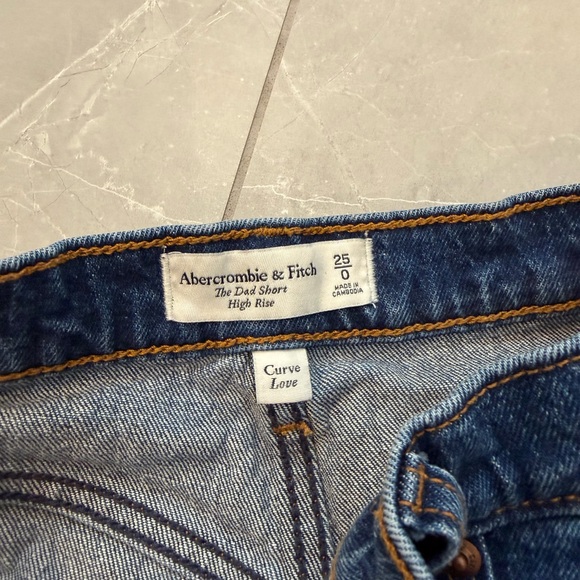 Abercrombie & Fitch
The Dad Short
High Rise
25
0
MADE IN
CAMBODIA
Curve
Love